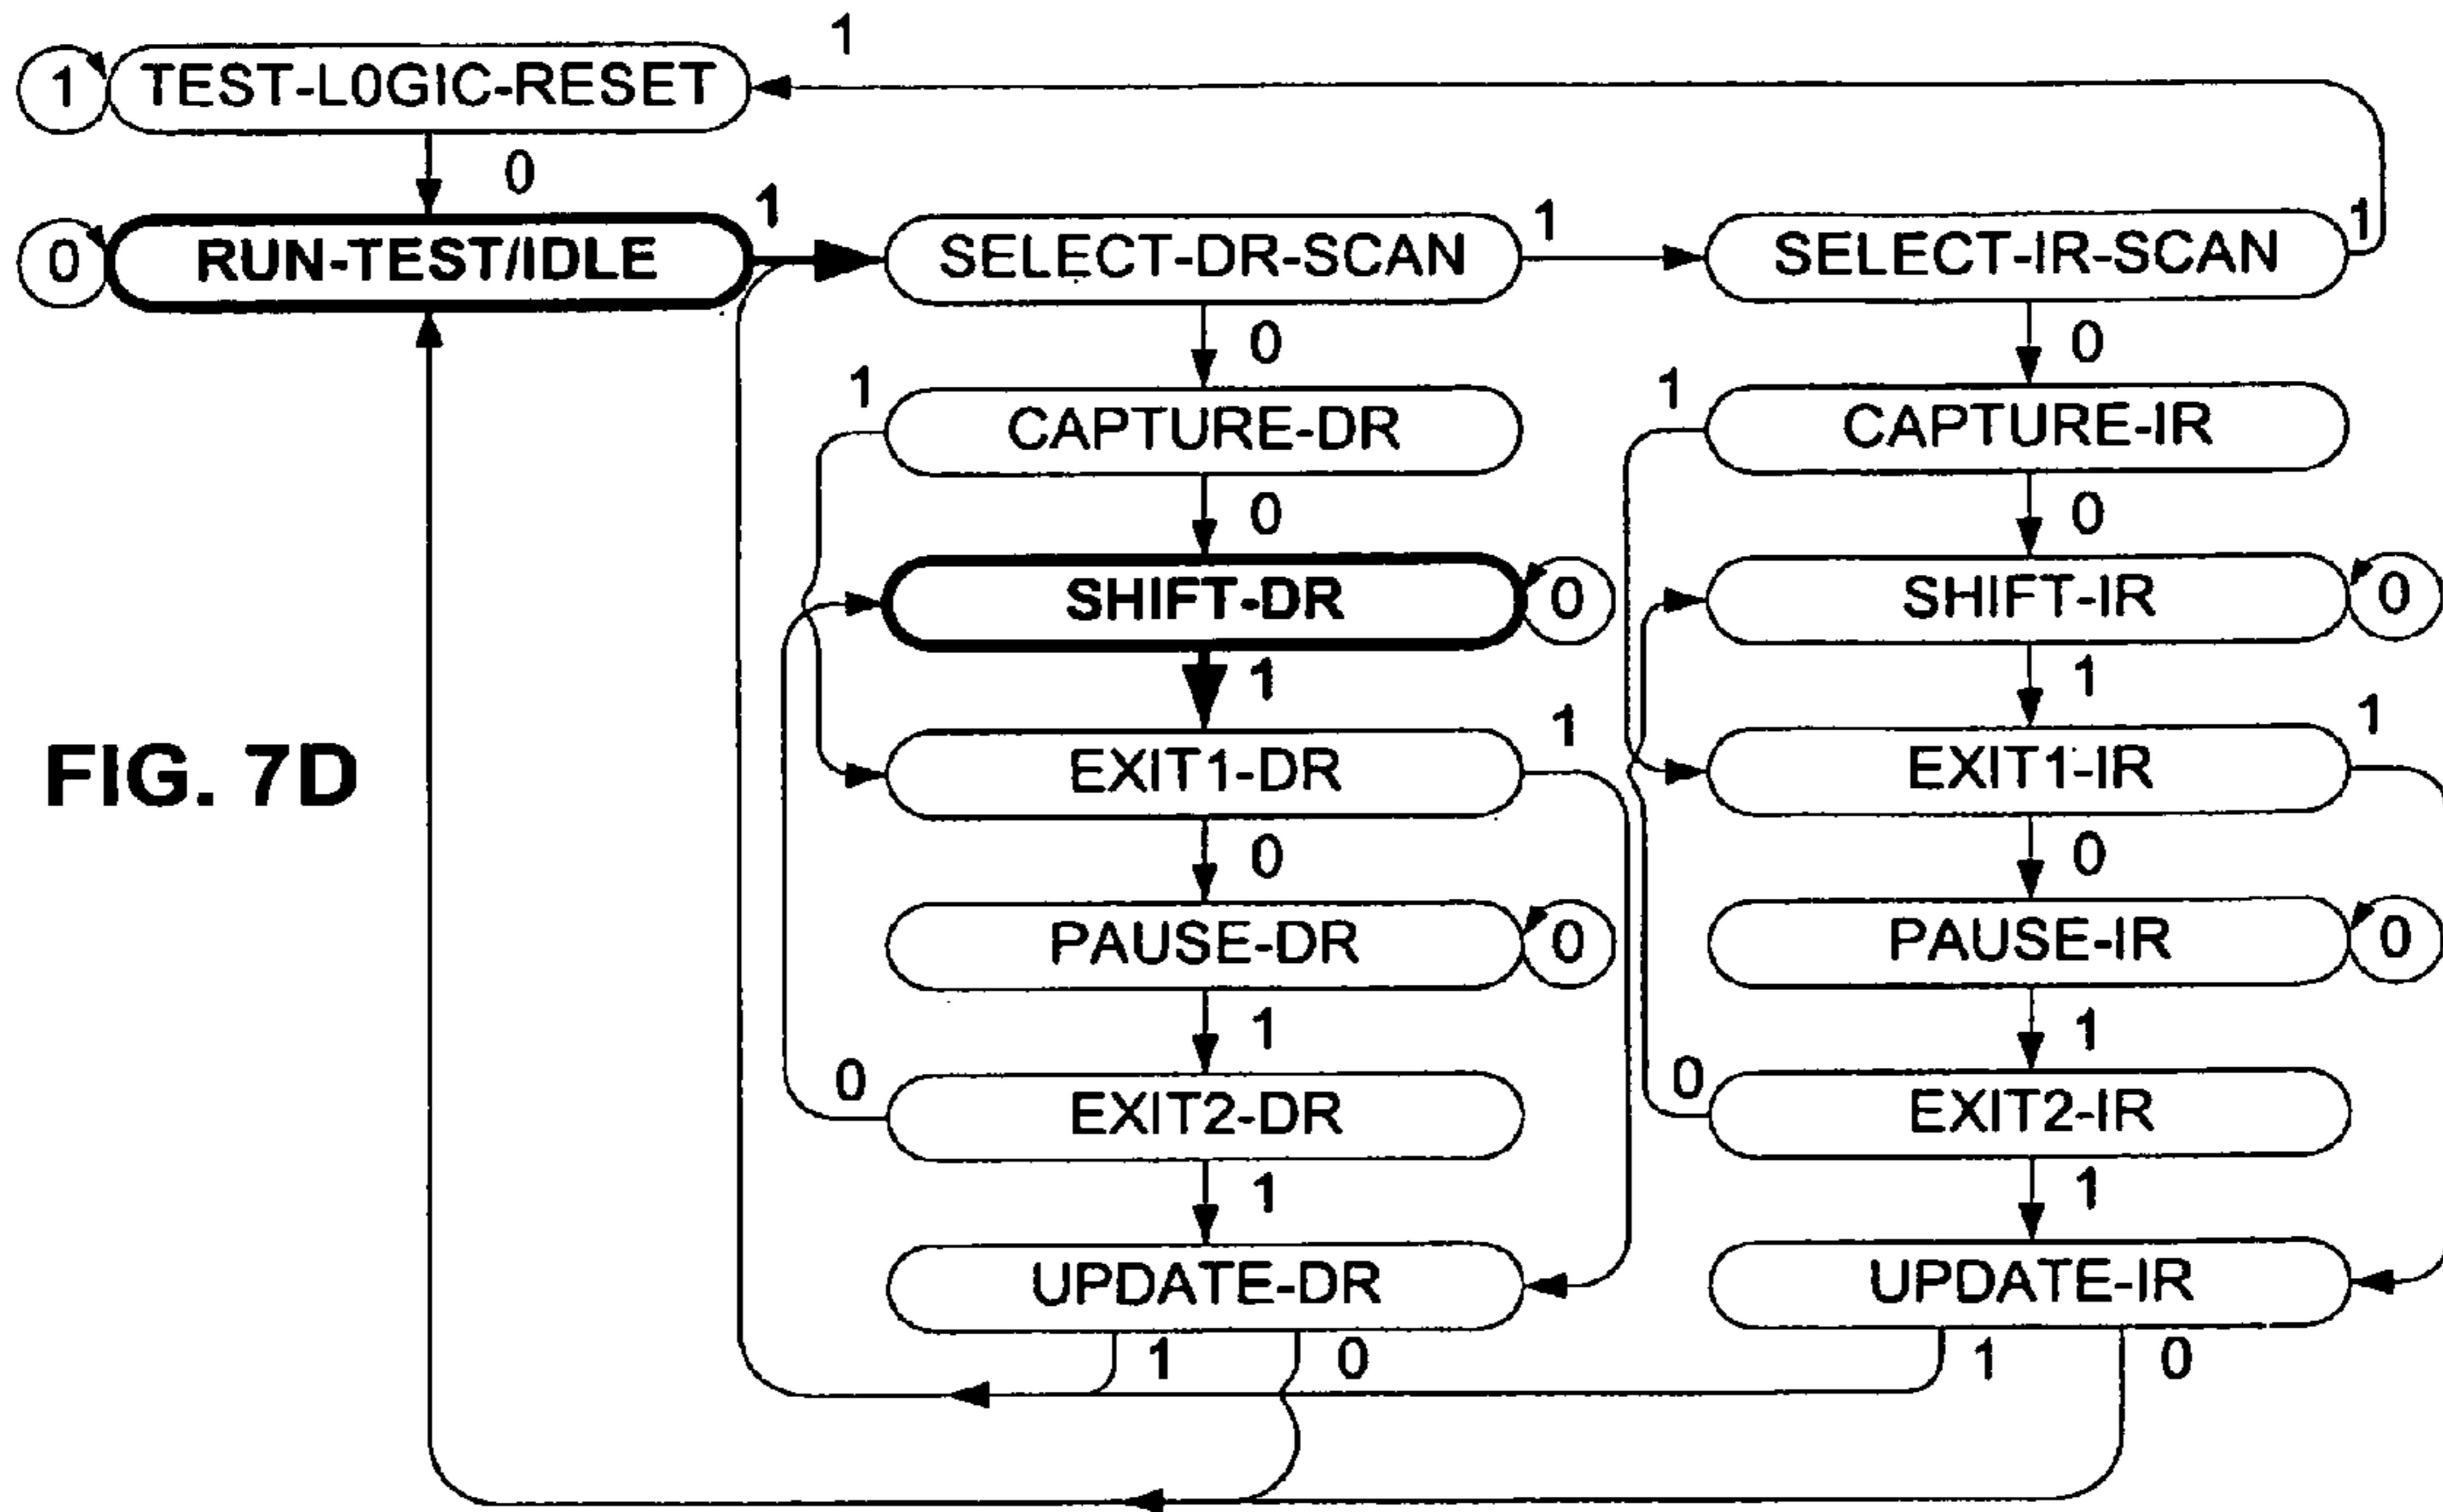 1
1 TEST-L0GIC-RESET
0
0 RUN-TEST/IDLE 1 SELECT-DR-SCAN 1 SELECT-IR-SCAN 1
0 0
1 CAPTURE-DR 1 CAPTURE-IR
0 0
SHIFT-DR 0 SHIFT-IR 0
1 1
FIG. 7D EXIT1-DR 1 EXIT1-IR 1
0 0
PAUSE-DR 0 PAUSE-IR 0
1 1
0 EXIT2-DR 0 EXIT2-IR
1 1
UPDATE-DR UPDATE-IR
1 0 1 0